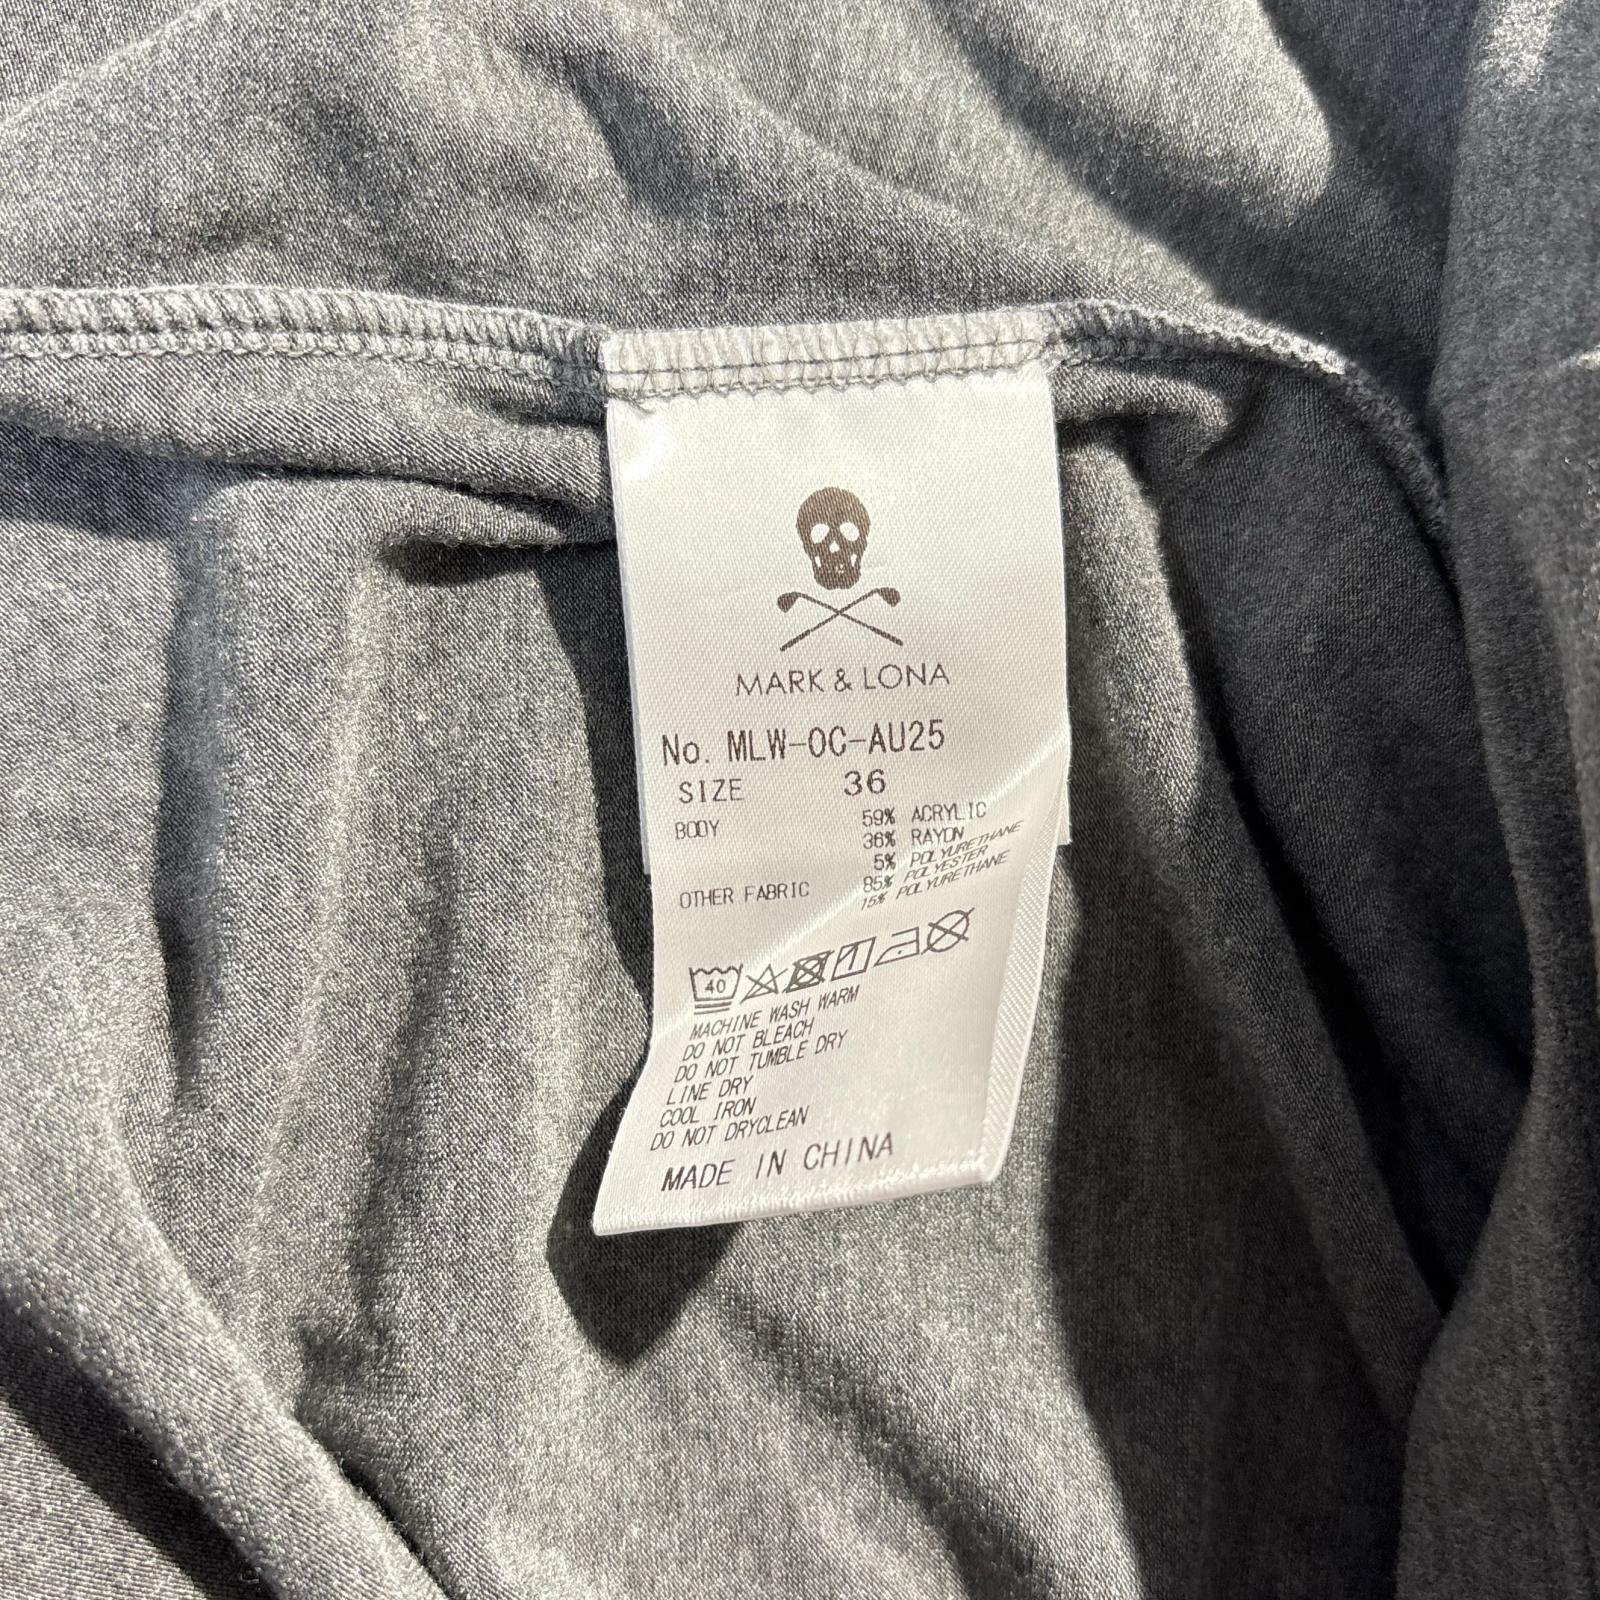 MARK & LONA
No. MLW-OC-AU25
SIZE 36
BODY 59% ACRYLIC
36% RAYON
5% POLYURETHANE
OTHER FABRIC 85% POLYESTER
15% POLYURETHANE
40
MACHINE WASH WARM
DO NOT BLEACH
DO NOT TUMBLE DRY
LINE DRY
COOL IRON
DO NOT DRYCLEAN
MADE IN CHINA